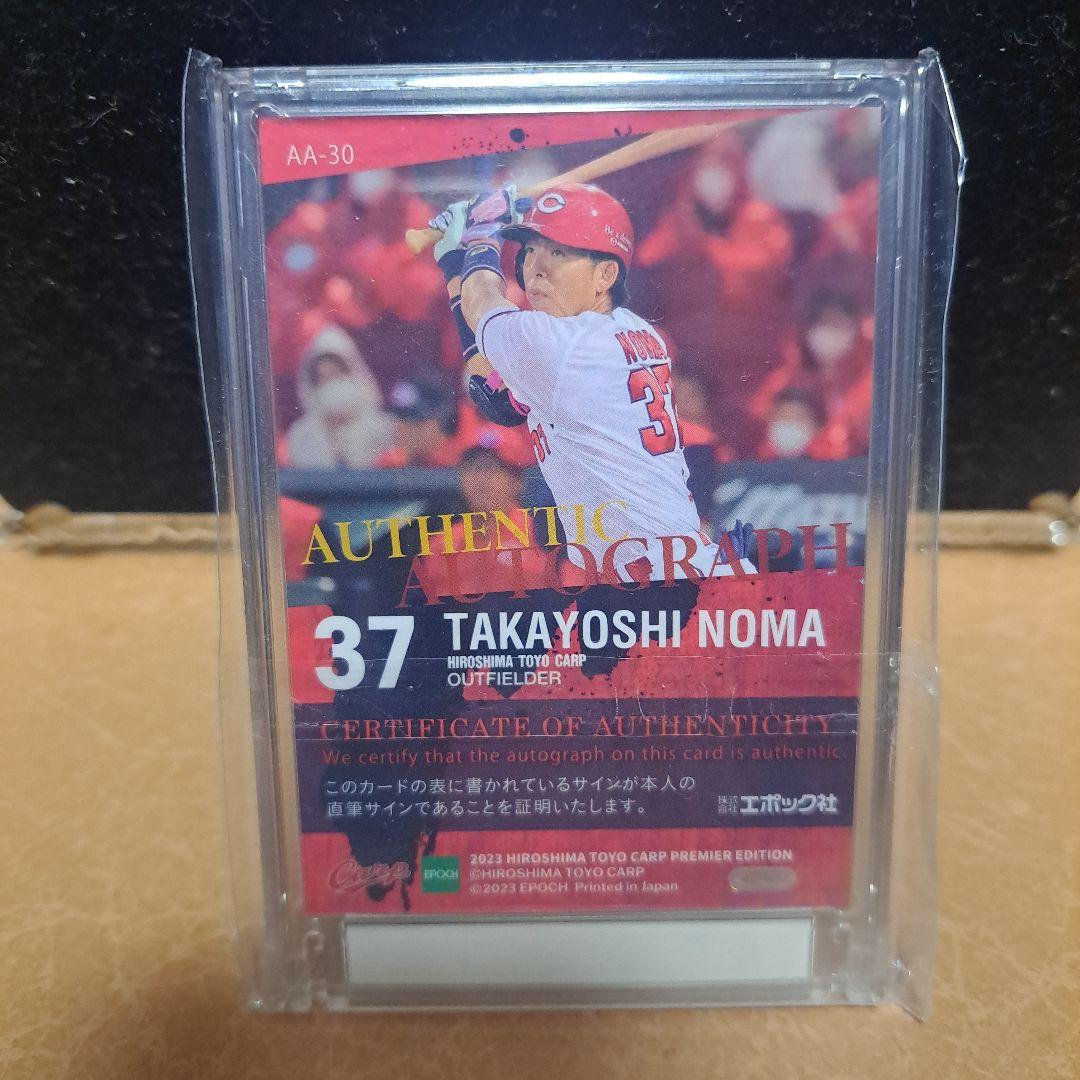 AA-30
C
NOMA
37
37
AUTHENTIC
AUTOGRAPH
37
TAKAYOSHI NOMA
HIROSHIMA TOYO CARP
OUTFIELDER
CERTIFICATE OF AUTHENTICITY
We certify that the autograph on this card is authentic.
このカードの表に書かれているサインが本人の
直筆サインであることを証明いたします。
株式会社 エポック社
Carp
EPOCH
2023 HIROSHIMA TOYO CARP PREMIER EDITION
©HIROSHIMA TOYO CARP
©2023 EPOCH Printed in Japan